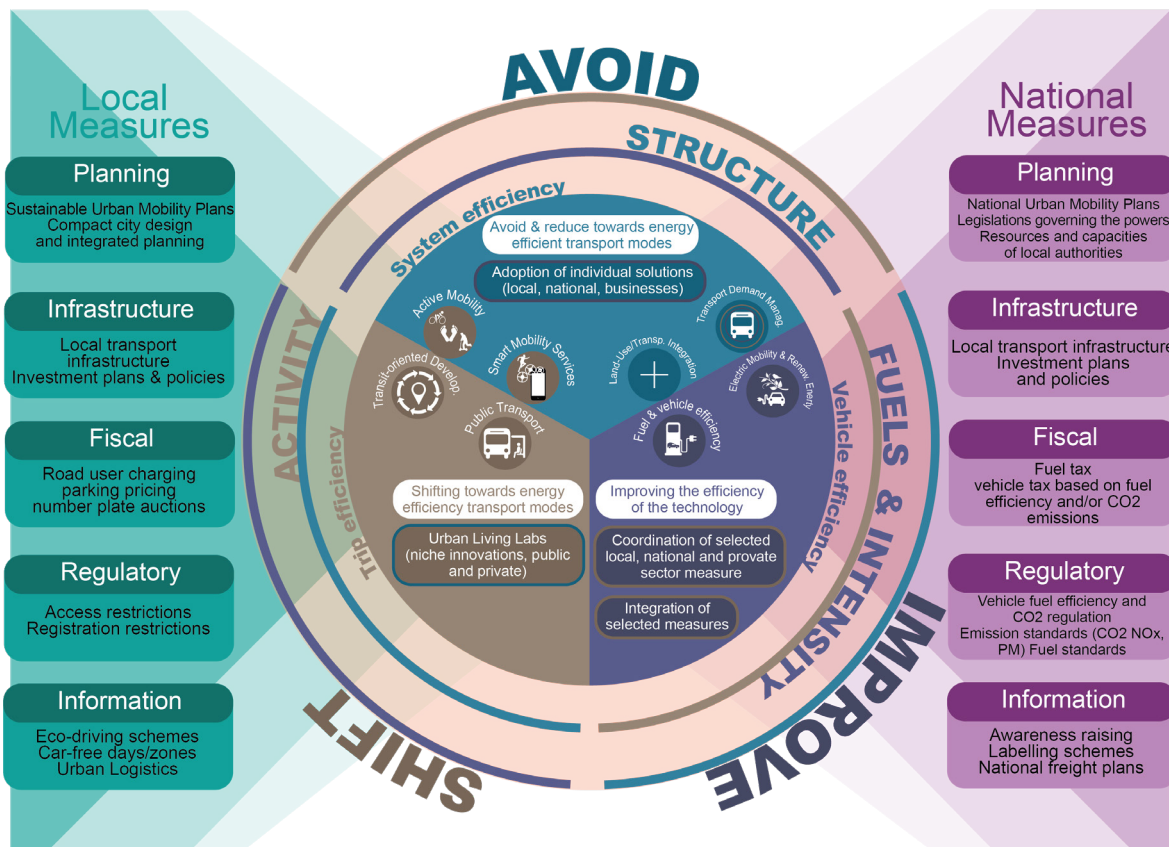 AVOID
STRUCTURE
System efficiency
Avoid & reduce towards energy
efficient transport modes
Adoption of individual solutions
(local, national, businesses)
Active Mobility
Smart Mobility Services
Land-Use/Transp. Integration
Transport Demand Manag.
Transit-oriented Develop.
Public Transport
Fuel & vehicle efficiency
Electric Mobility & Renew. Enerty
ACTIVITY
Trip efficiency
Shifting towards energy
efficiency transport modes
Urban Living Labs
(niche innovations, public
and private)
SHIFT
FUELS & INTENSITY
Vehicle efficiency
Improving the efficiency
of the technology
Coordination of selected
local, national and provate
sector measure
Integration of
selected measures
IMPROVE
Local
Measures
Planning
Sustainable Urban Mobility Plans
Compact city design
and integrated planning
Infrastructure
Local transport
infrastructure
Investment plans & policies
Fiscal
Road user charging
parking pricing
number plate auctions
Regulatory
Access restrictions
Registration restrictions
Information
Eco-driving schemes
Car-free days/zones
Urban Logistics
National
Measures
Planning
National Urban Mobility Plans
Legislations governing the powers
Resources and capacities
of local authorities
Infrastructure
Local transport infrastructure
Investment plans
and policies
Fiscal
Fuel tax
vehicle tax based on fuel
efficiency and/or CO2
emissions
Regulatory
Vehicle fuel efficiency and
CO2 regulation
Emission standards (CO2 NOx,
PM) Fuel standards
Information
Awareness raising
Labelling schemes
National freight plans